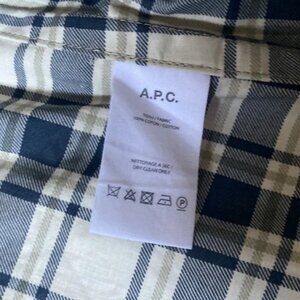 A.P.C.
TISSU / FABRIC
100% COTON / COTTON
NETTOYAGE A SEC /
DRY CLEAN ONLY
P